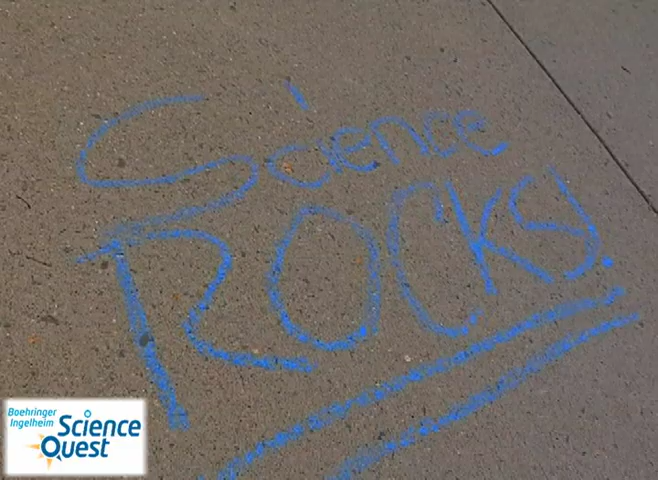 Science
ROCKS!
Boehringer
Ingelheim
Science
Quest